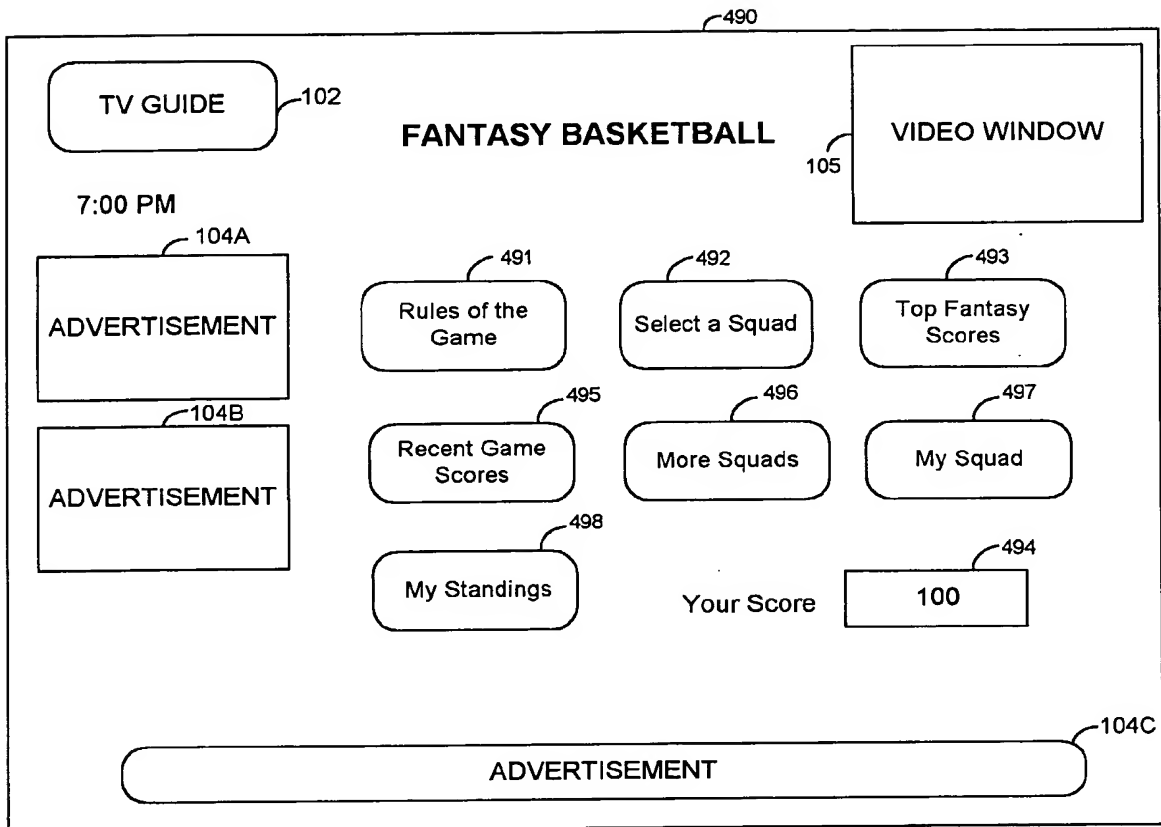 490
TV GUIDE
102
FANTASY BASKETBALL
VIDEO WINDOW
105
7:00 PM
104A
ADVERTISEMENT
491
Rules of the
Game
492
Select a Squad
493
Top Fantasy
Scores
104B
ADVERTISEMENT
495
Recent Game
Scores
496
More Squads
497
My Squad
498
My Standings
Your Score
494
100
104C
ADVERTISEMENT